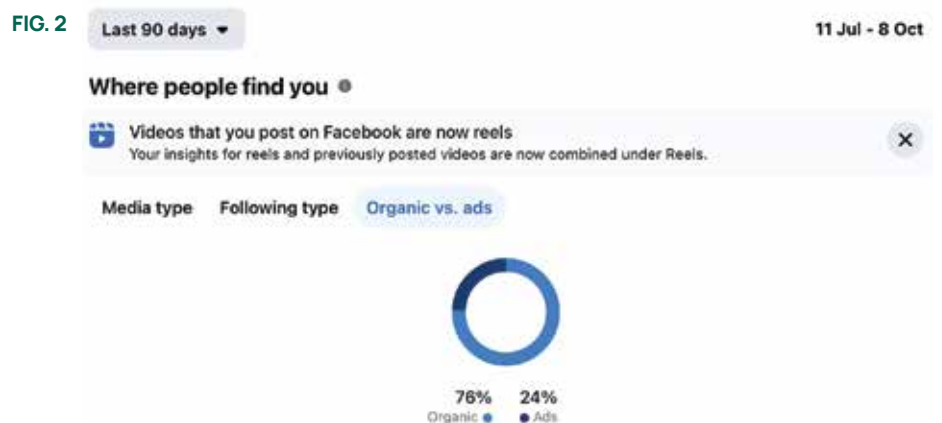 FIG. 2
Last 90 days
11 Jul - 8 Oct
Where people find you
Videos that you post on Facebook are now reels
Your insights for reels and previously posted videos are now combined under Reels.
Media type Following type Organic vs. ads
76% 24%
Organic Ads